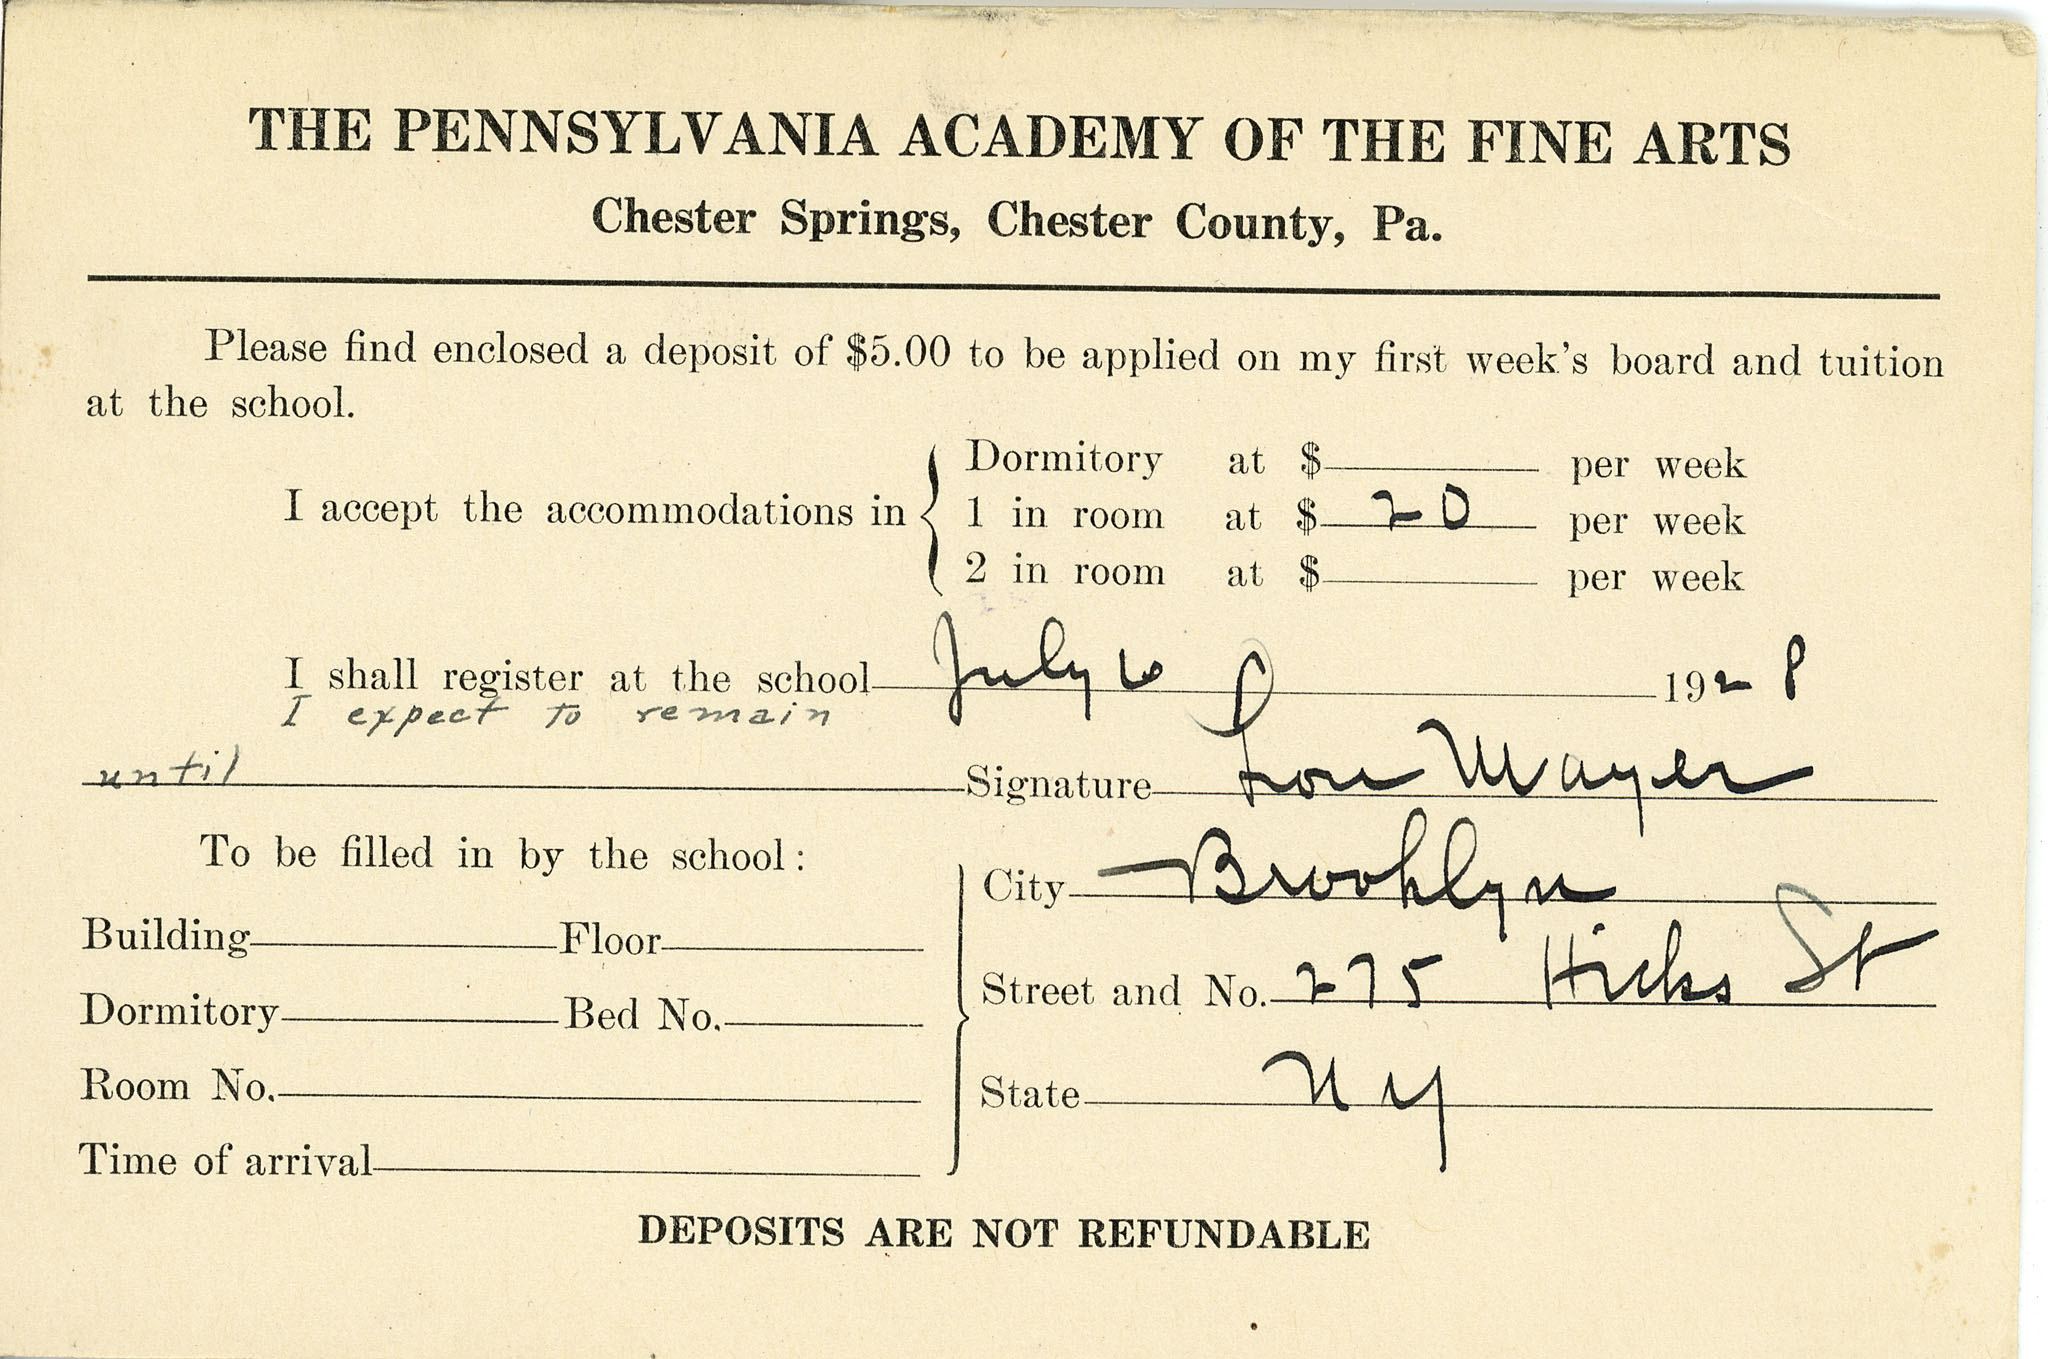 THE PENNSYLVANIA ACADEMY OF THE FINE ARTS
Chester Springs, Chester County, Pa.
Please find enclosed a deposit of $5.00 to be applied on my first week's board and tuition
at the school.
Dormitory at $ per week
I accept the accommodations in 1 in room at $ 20 per week
2 in room at $ per week
I shall register at the school July 6 1928
I expect to remain
until
Signature Lou Mayer
To be filled in by the school:
City Brooklyn
Building Floor
Street and No. 275 Hicks St
Dormitory Bed No.
Room No.
State NY
Time of arrival
DEPOSITS ARE NOT REFUNDABLE